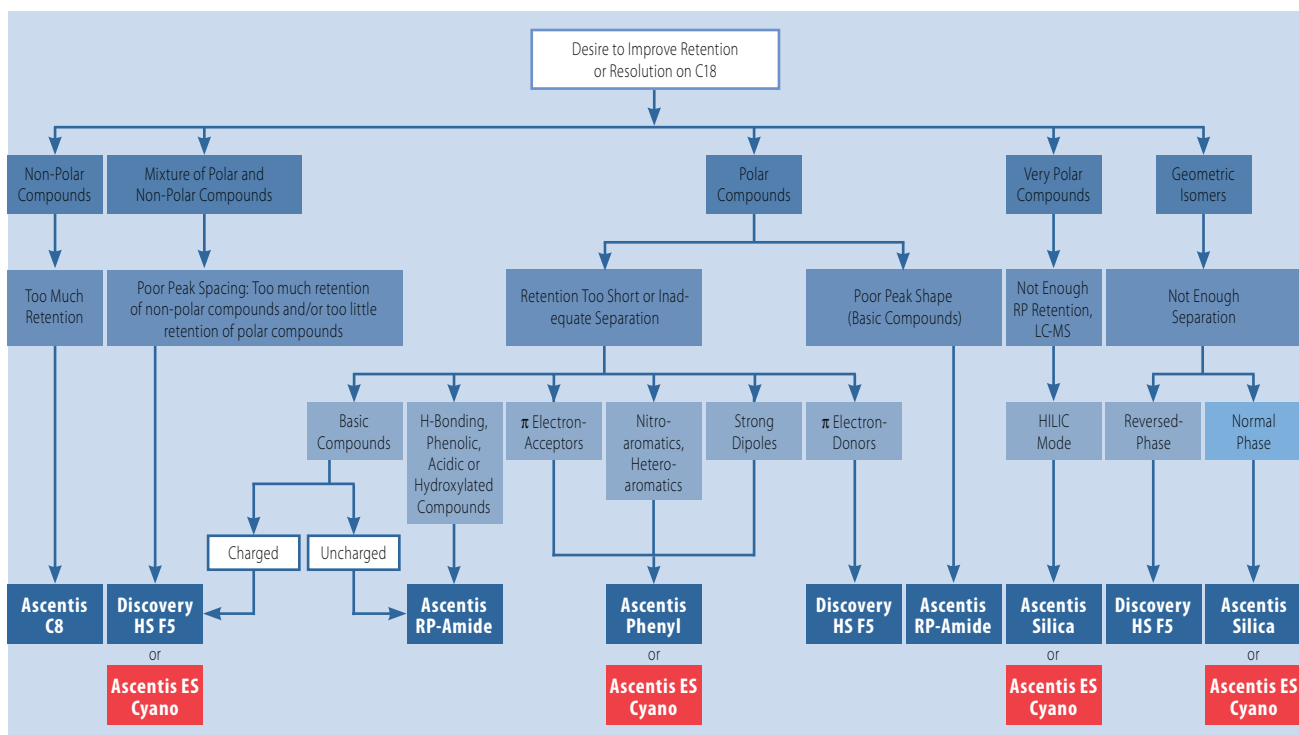 Desire to Improve Retention
or Resolution on C18
Non-Polar
Compounds
Mixture of Polar and
Non-Polar Compounds
Polar
Compounds
Very Polar
Compounds
Geometric
Isomers
Too Much
Retention
Poor Peak Spacing: Too much retention
of non-polar compounds and/or too little
retention of polar compounds
Retention Too Short or Inad-
equate Separation
Poor Peak Shape
(Basic Compounds)
Not Enough
RP Retention,
LC-MS
Not Enough
Separation
Basic
Compounds
H-Bonding,
Phenolic,
Acidic or
Hydroxylated
Compounds
π Electron-
Acceptors
Nitro-
aromatics,
Hetero-
aromatics
Strong
Dipoles
π Electron-
Donors
HILIC
Mode
Reversed-
Phase
Normal
Phase
Charged
Uncharged
Ascentis
C8
Discovery
HS F5
or
Ascentis ES
Cyano
Ascentis
RP-Amide
Ascentis
Phenyl
or
Ascentis ES
Cyano
Discovery
HS F5
Ascentis
RP-Amide
Ascentis
Silica
or
Ascentis ES
Cyano
Discovery
HS F5
Ascentis
Silica
or
Ascentis ES
Cyano